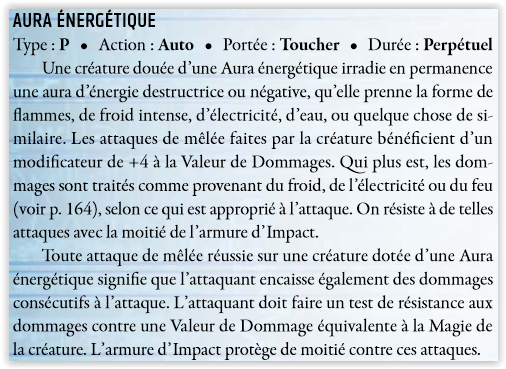 AURA ÉNERGÉTIQUE
Type : P • Action : Auto • Portée : Toucher • Durée : Perpétuel
Une créature douée d’une Aura énergétique irradie en permanence
une aura d’énergie destructrice ou négative, qu’elle prenne la forme de
flammes, de froid intense, d’électricité, d’eau, ou quelque chose de si-
milaire. Les attaques de mêlée faites par la créature bénéficient d’un
modificateur de +4 à la Valeur de Dommages. Qui plus est, les dom-
mages sont traités comme provenant du froid, de l’électricité ou du feu
(voir p. 164), selon ce qui est approprié à l’attaque. On résiste à de telles
attaques avec la moitié de l’armure d’Impact.
Toute attaque de mêlée réussie sur une créature dotée d’une Aura
énergétique signifie que l’attaquant encaisse également des dommages
consécutifs à l’attaque. L’attaquant doit faire un test de résistance aux
dommages contre une Valeur de Dommage équivalente à la Magie de
la créature. L’armure d’Impact protège de moitié contre ces attaques.